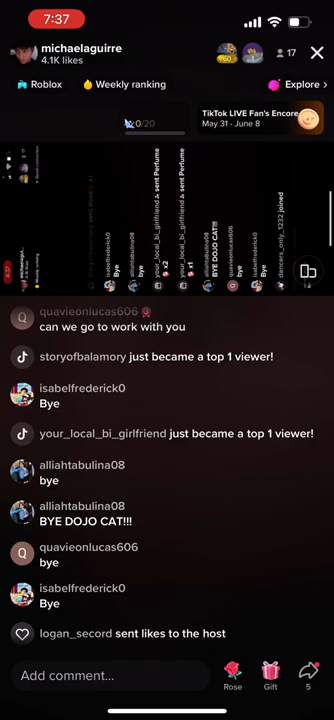 7:37
michaelaguirre
4.1K likes
17
Roblox
Weekly ranking
Explore >
0/20
TikTok LIVE Fan's Encore
May 31 - June 8
isabelfrederick0
Bye
alliahtabulina08
bye
your_local_bi_girlfriend & sent Perfume
x2
your_local_bi_girlfriend & sent Perfume
x1
alliahtabulina08
BYE DOJO CAT!!!
quavieonlucas606
bye
isabelfrederick0
Bye
dancers_only_1232 joined
quavieonlucas606
can we go to work with you
storyofbalamory just became a top 1 viewer!
isabelfrederick0
Bye
your_local_bi_girlfriend just became a top 1 viewer!
alliahtabulina08
bye
alliahtabulina08
BYE DOJO CAT!!!
quavieonlucas606
bye
isabelfrederick0
Bye
logan_secord sent likes to the host
Add comment...
Rose
Gift
5